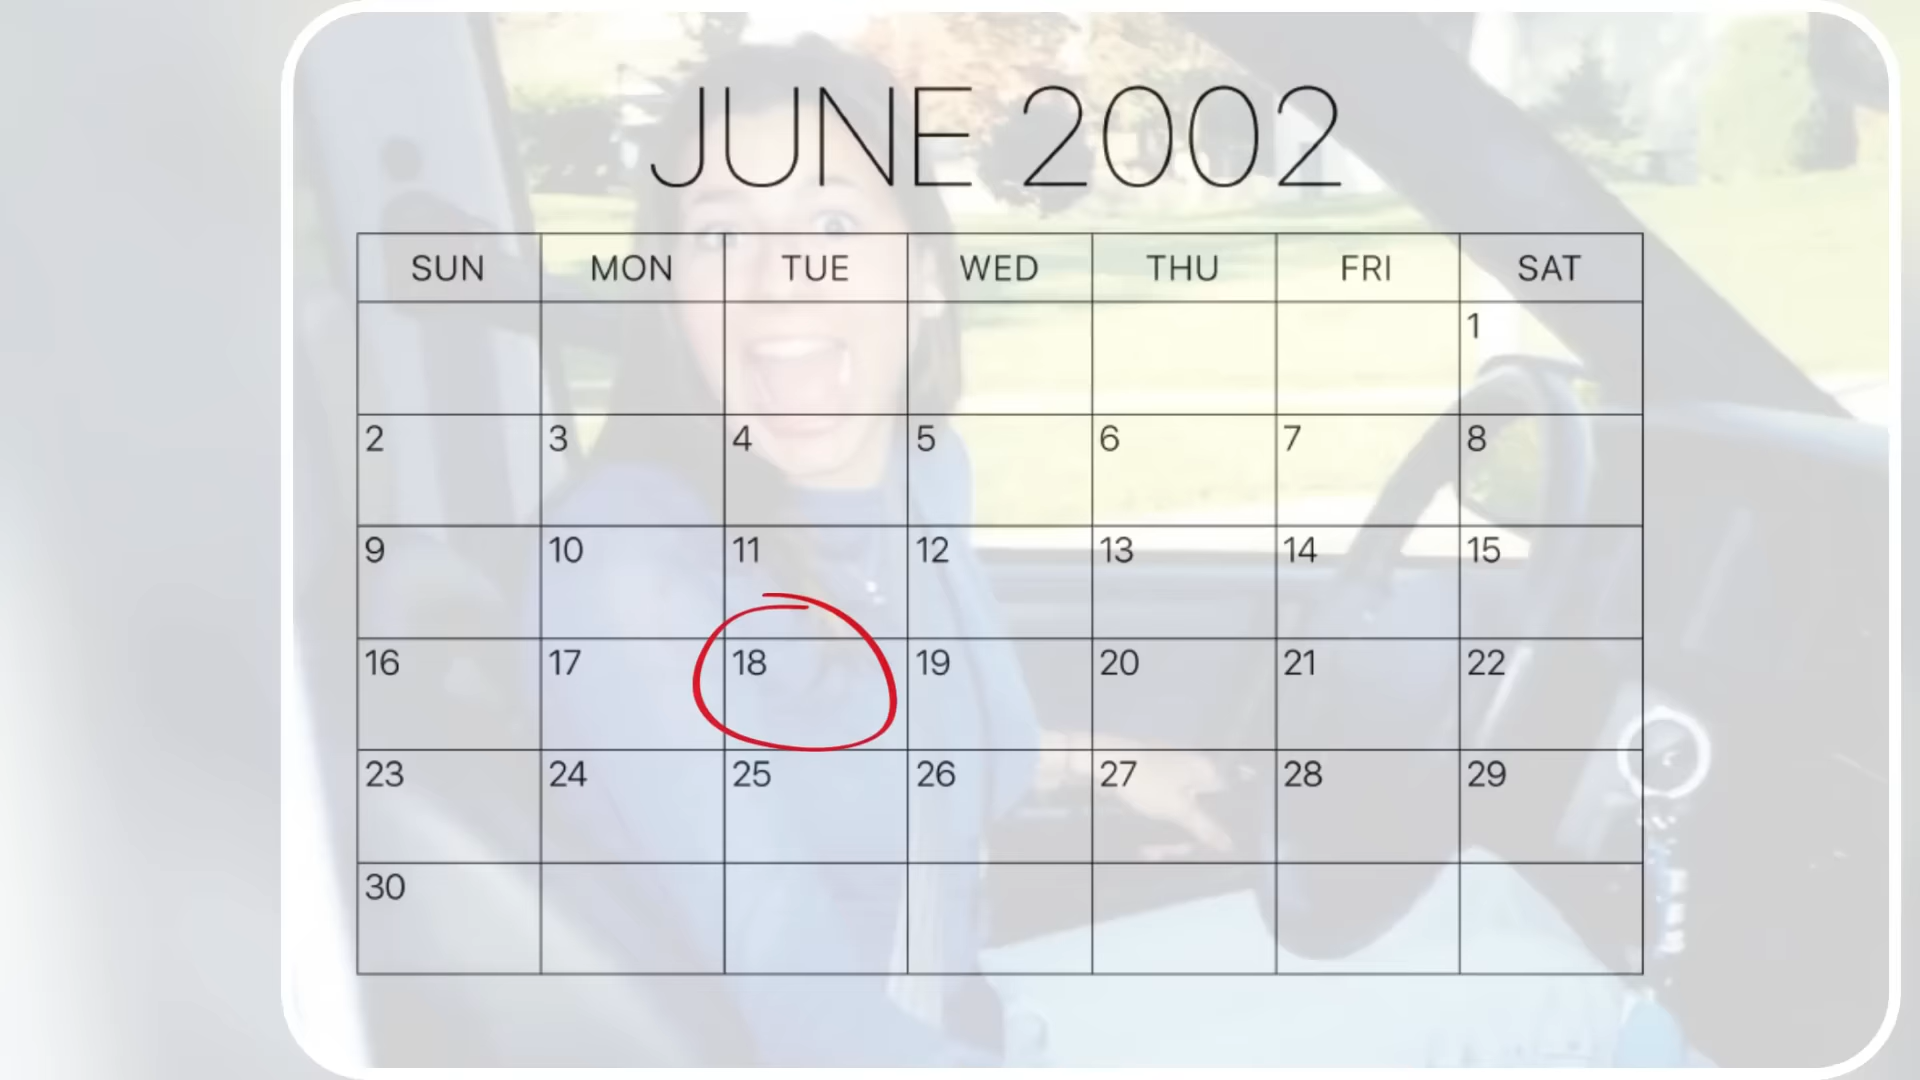 JUNE 2002
SUN MON TUE WED THU FRI SAT
1
2 3 4 5 6 7 8
9 10 11 12 13 14 15
16 17 18 19 20 21 22
23 24 25 26 27 28 29
30